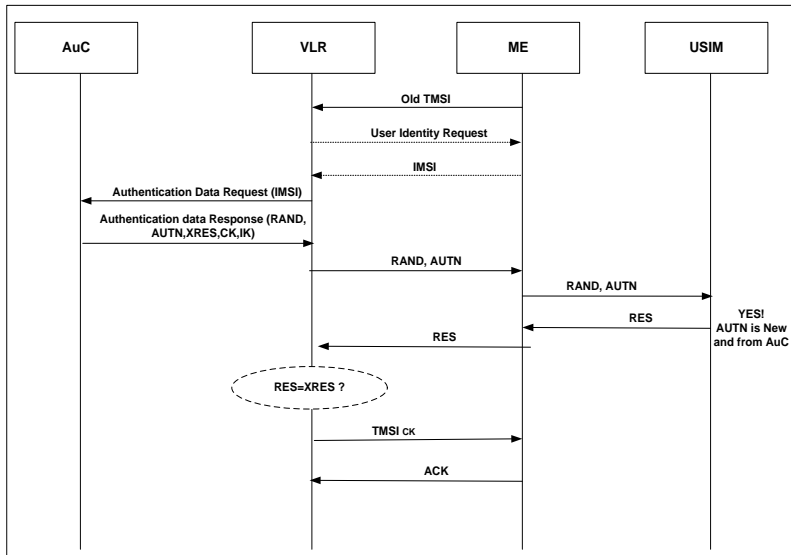 AuC
VLR
ME
USIM
Old TMSI
User Identity Request
IMSI
Authentication Data Request (IMSI)
Authentication data Response (RAND,
AUTN,XRES,CK,IK)
RAND, AUTN
RAND, AUTN
RES
YES!
AUTN is New
and from AuC
RES
RES=XRES ?
TMSI CK
ACK